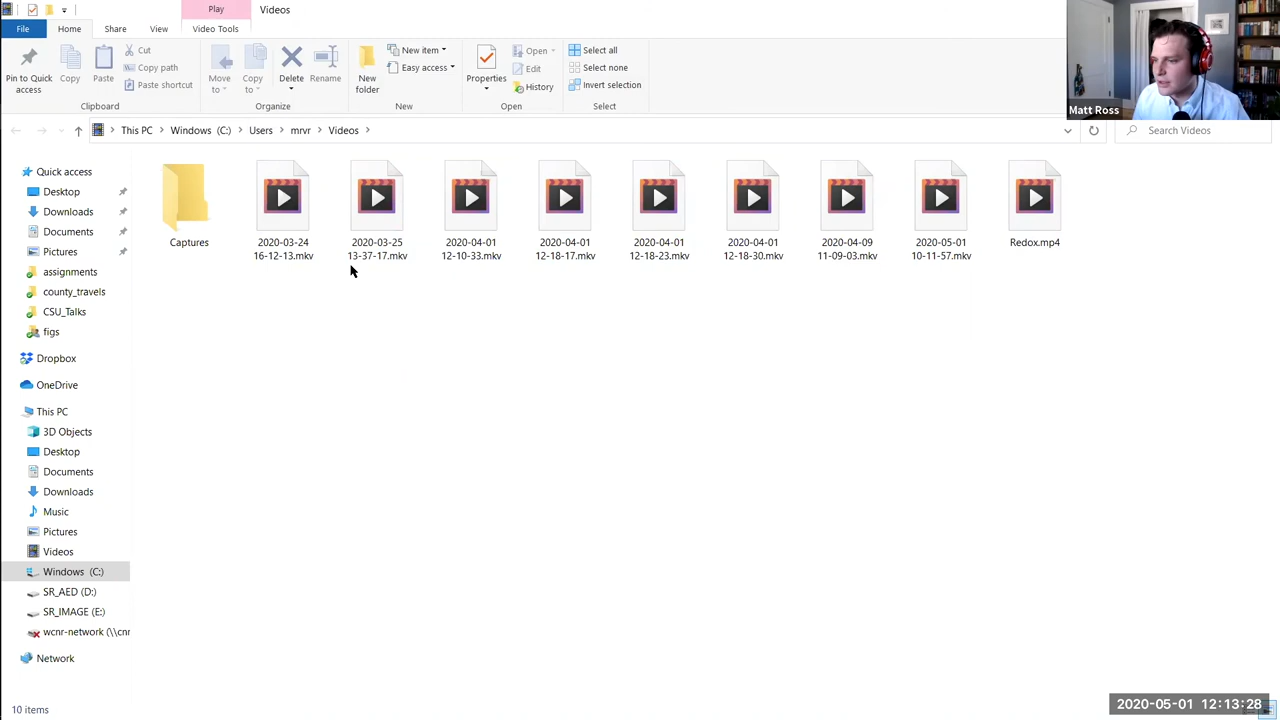 Play
Videos
File
Home
Share
View
Video Tools
Pin to Quick
access
Copy
Paste
Cut
Copy path
Paste shortcut
Clipboard
Move
to
Copy
to
Delete
Rename
Organize
New
folder
New item
Easy access
New
Properties
Open
Edit
History
Open
Select all
Select none
Invert selection
Select
Matt Ross
This PC
Windows (C:)
Users
mrvr
Videos
Search Videos
Quick access
Desktop
Downloads
Documents
Pictures
assignments
county_travels
CSU_Talks
figs
Dropbox
OneDrive
This PC
3D Objects
Desktop
Documents
Downloads
Music
Pictures
Videos
Windows (C:)
SR_AED (D:)
SR_IMAGE (E:)
wcnr-network (\\cnr
Network
Captures
2020-03-24
16-12-13.mkv
2020-03-25
13-37-17.mkv
2020-04-01
12-10-33.mkv
2020-04-01
12-18-17.mkv
2020-04-01
12-18-23.mkv
2020-04-01
12-18-30.mkv
2020-04-09
11-09-03.mkv
2020-05-01
10-11-57.mkv
Redox.mp4
10 items
2020-05-01 12:13:28